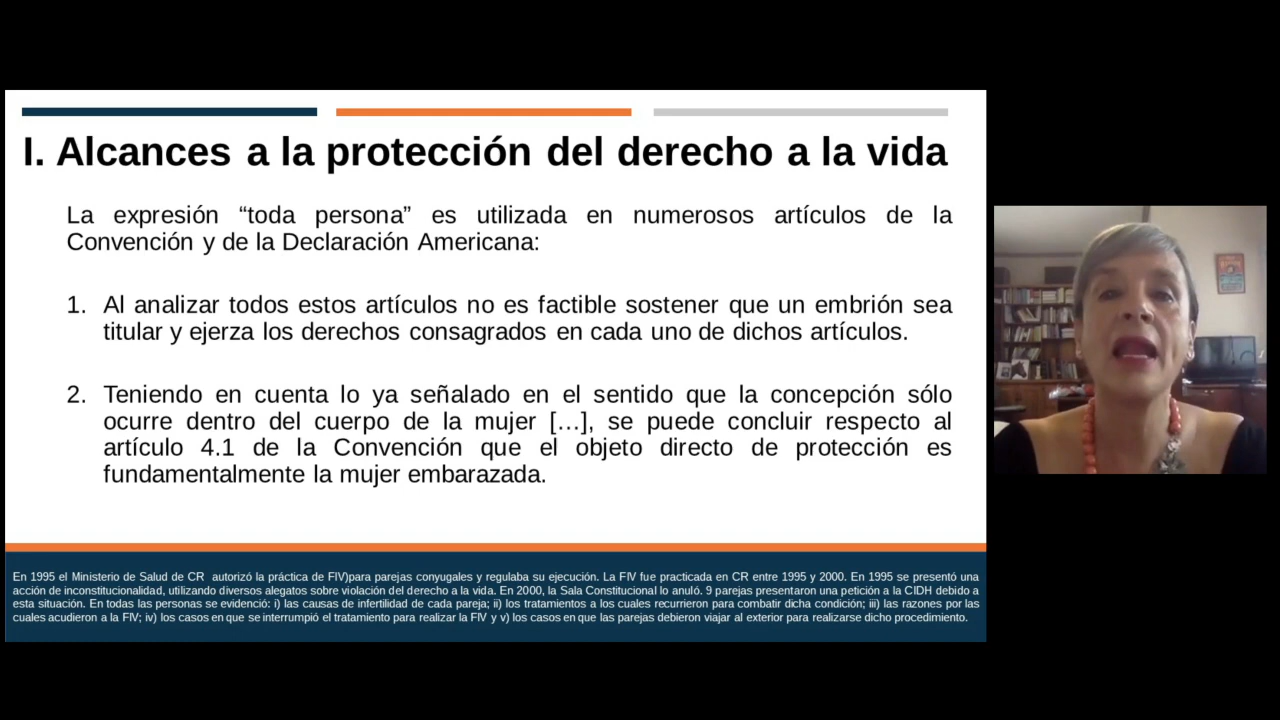 I. Alcances a la protección del derecho a la vida
La expresión “toda persona” es utilizada en numerosos artículos de la
Convención y de la Declaración Americana:
1. Al analizar todos estos artículos no es factible sostener que un embrión sea
titular y ejerza los derechos consagrados en cada uno de dichos artículos.
2. Teniendo en cuenta lo ya señalado en el sentido que la concepción sólo
ocurre dentro del cuerpo de la mujer […], se puede concluir respecto al
artículo 4.1 de la Convención que el objeto directo de protección es
fundamentalmente la mujer embarazada.
En 1995 el Ministerio de Salud de CR autorizó la práctica de FIV)para parejas conyugales y regulaba su ejecución. La FIV fue practicada en CR entre 1995 y 2000. En 1995 se presentó una
acción de inconstitucionalidad, utilizando diversos alegatos sobre violación del derecho a la vida. En 2000, la Sala Constitucional lo anuló. 9 parejas presentaron una petición a la CIDH debido a
esta situación. En todas las personas se evidenció: i) las causas de infertilidad de cada pareja; ii) los tratamientos a los cuales recurrieron para combatir dicha condición; iii) las razones por las
cuales acudieron a la FIV; iv) los casos en que se interrumpió el tratamiento para realizar la FIV y v) los casos en que las parejas debieron viajar al exterior para realizarse dicho procedimiento.